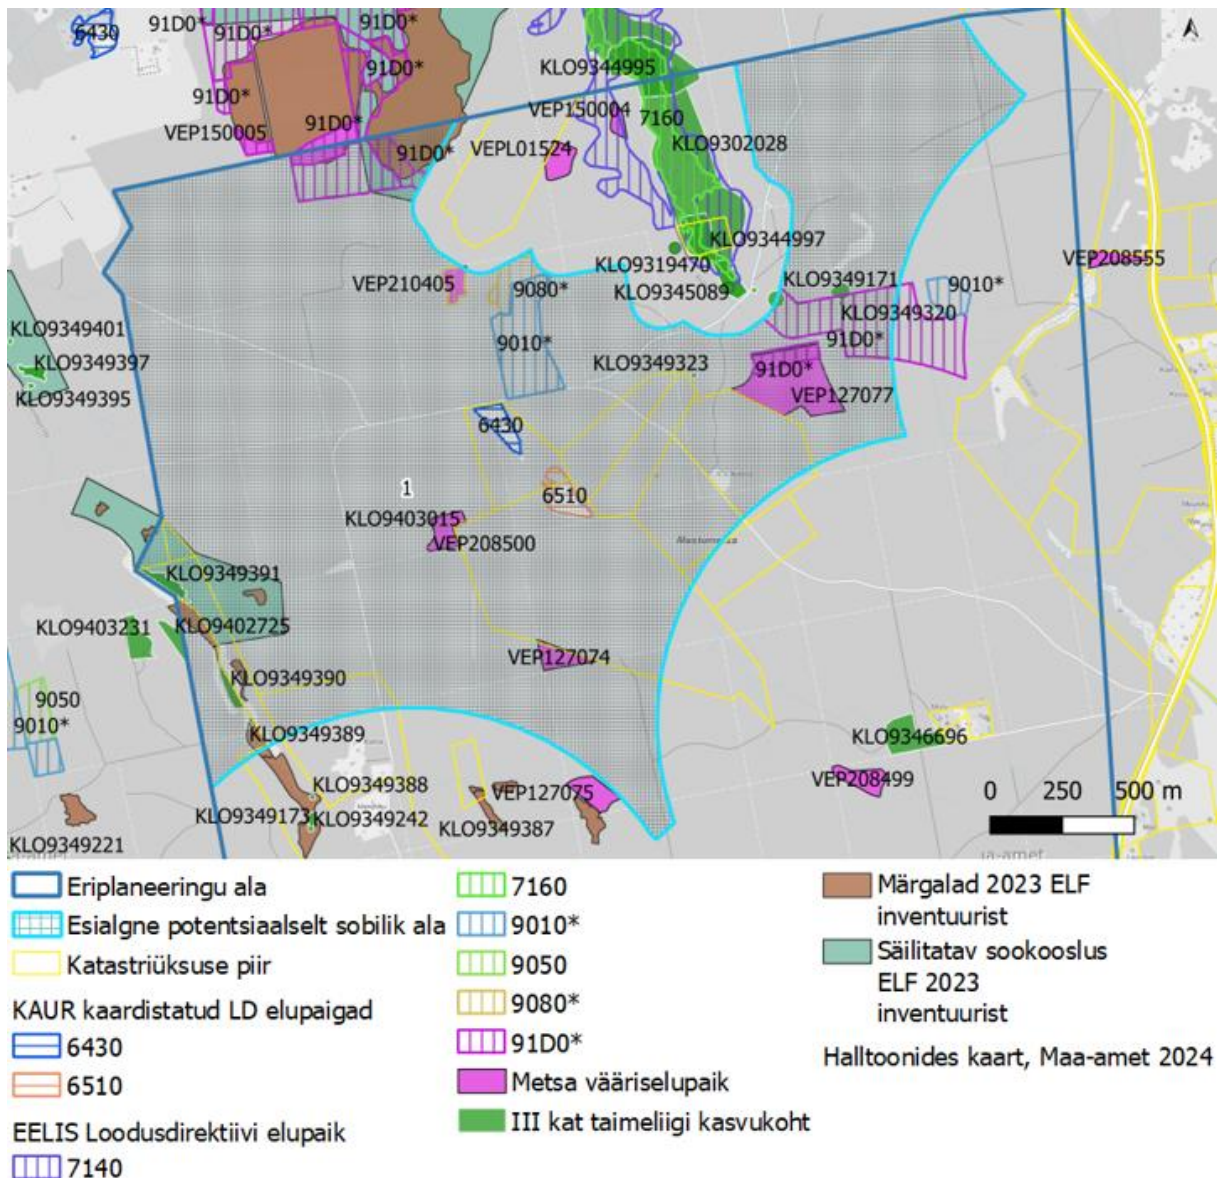 6430
91D0*
91D0*
91D0*
91D0*
KLO9344995
91D0*
VEP150004
7160
91D0*
VEP150005
VEPL01524
KLO9302028
91D0*
KLO9344997
KLO9319470
VEP208555
VEP210405
9080*
KLO9345089
KLO9349171
9010*
KLO9349320
KLO9349401
9010*
91D0*
KLO9349397
KLO9349323
91D0*
KLO9349395
VEP127077
6430
1
6510
KLO9403015
VEP208500
KLO9349391
KLO9403231
KLO9402725
VEP127074
KLO9349390
9050
9010*
KLO9349389
KLO9346696
KLO9349388
VEP127075
VEP208499
KLO9349173
KLO9349242
KLO9349387
KLO9349221
0 250 500 m
Eriplaneeringu ala
Esialgne potentsiaalselt sobilik ala
Katastriüksuse piir
KAUR kaardistatud LD elupaigad
6430
6510
EELIS Loodusdirektiivi elupaik
7140
7160
9010*
9050
9080*
91D0*
Metsa vääriselupaik
III kat taimeliigi kasvukoht
Märgalad 2023 ELF
inventuurist
Säilitatav sookooslus
ELF 2023
inventuurist
Halltoonides kaart, Maa-amet 2024